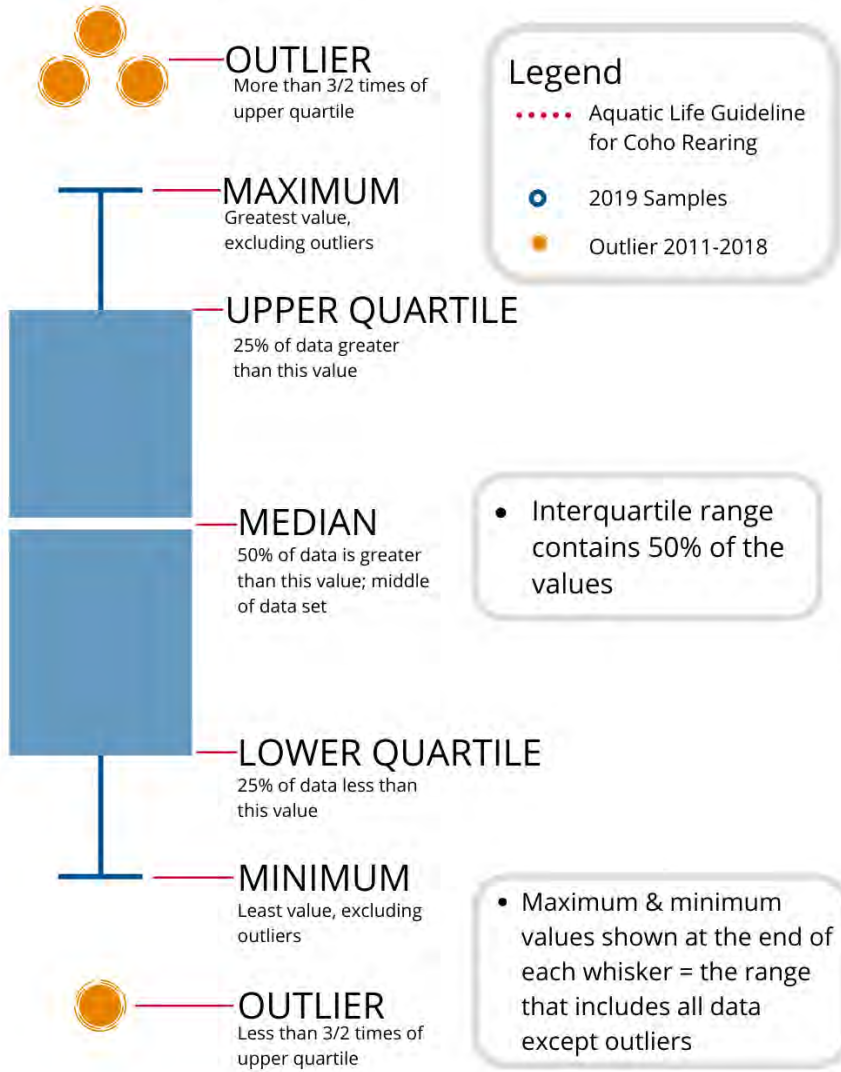 OUTLIER
More than 3/2 times of
upper quartile
Legend
Aquatic Life Guideline
for Coho Rearing
2019 Samples
Outlier 2011-2018
MAXIMUM
Greatest value,
excluding outliers
UPPER QUARTILE
25% of data greater
than this value
MEDIAN
50% of data is greater
than this value; middle
of data set
• Interquartile range
contains 50% of the
values
LOWER QUARTILE
25% of data less than
this value
MINIMUM
Least value, excluding
outliers
• Maximum & minimum
values shown at the end of
each whisker = the range
that includes all data
except outliers
OUTLIER
Less than 3/2 times of
upper quartile